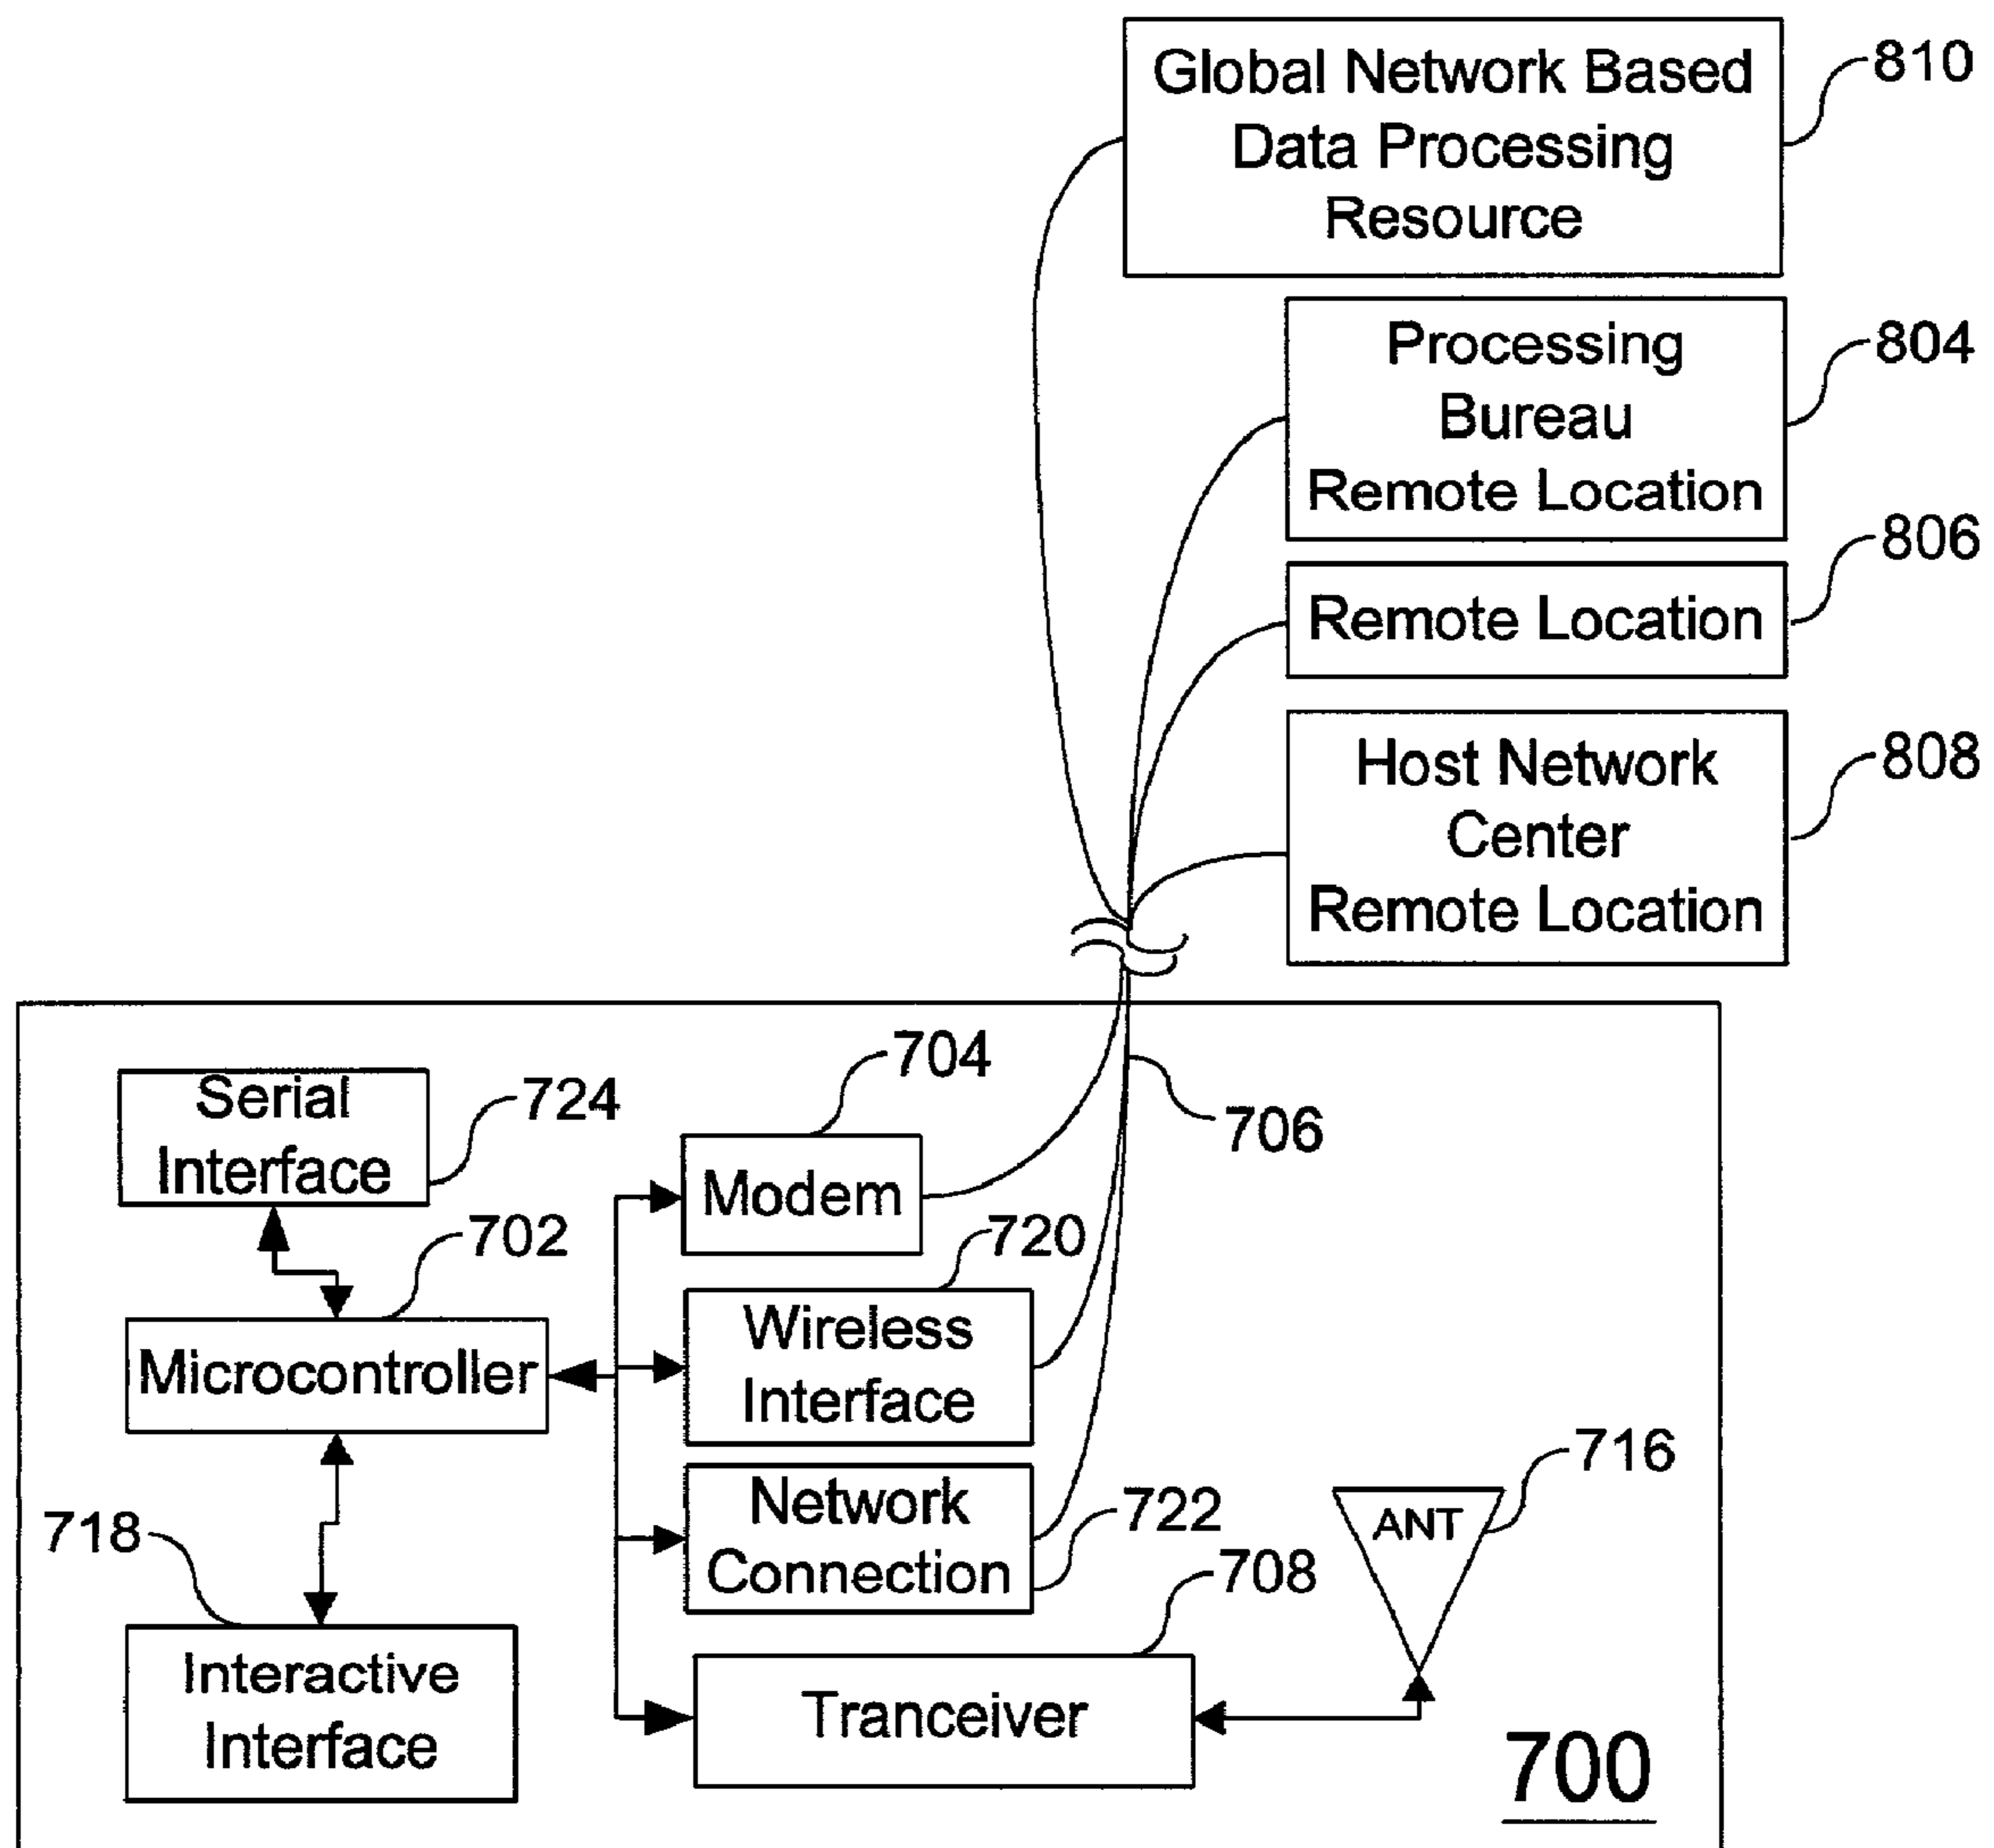 Global Network Based
Data Processing
Resource
810
Processing
Bureau
Remote Location
804
806
Remote Location
Host Network
Center
Remote Location
808
704
706
Serial
Interface
724
Modem
702
720
Microcontroller
Wireless
Interface
716
718
Network
Connection
722
ANT
708
Interactive
Interface
Tranceiver
700